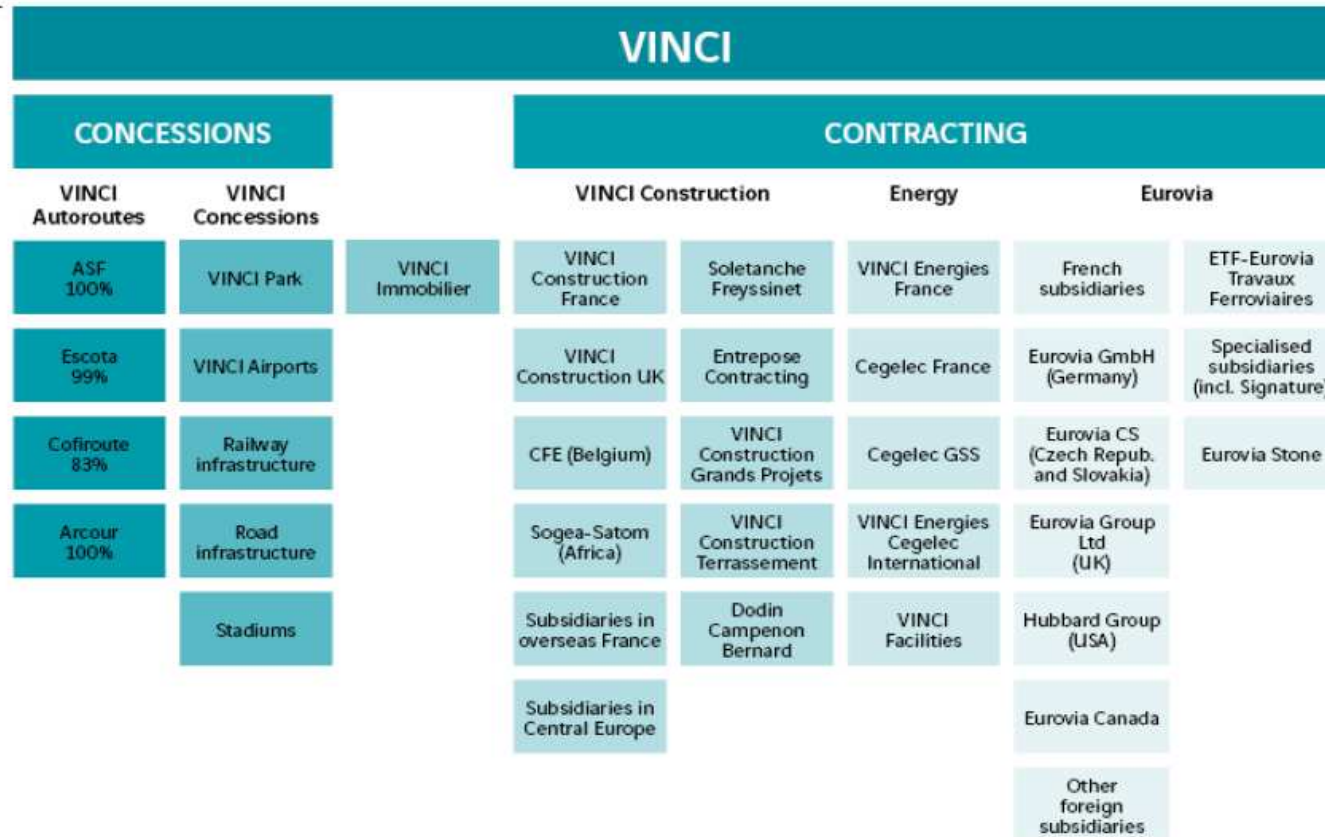 VINCI
CONCESSIONS
CONTRACTING
VINCI
Autoroutes
VINCI
Concessions
VINCI Construction
Energy
Eurovia
ASF
100%
VINCI Park
VINCI
Immobilier
VINCI
Construction
France
Soletanche
Freyssinet
VINCI Energies
France
French
subsidiaries
ETF-Eurovia
Travaux
Ferroviaires
Escota
99%
VINCI Airports
VINCI
Construction UK
Entrepose
Contracting
Cegelec France
Eurovia GmbH
(Germany)
Specialised
subsidiaries
(incl. Signature)
Cofiroute
83%
Railway
infrastructure
CFE (Belgium)
VINCI
Construction
Grands Projets
Cegelec GSS
Eurovia CS
(Czech Repub.
and Slovakia)
Eurovia Stone
Arcour
100%
Road
infrastructure
Sogea-Satom
(Africa)
VINCI
Construction
Terrassement
VINCI Energies
Cegelec
International
Eurovia Group
Ltd
(UK)
Stadiums
Subsidiaries in
overseas France
Dodin
Campenon
Bernard
VINCI
Facilities
Hubbard Group
(USA)
Subsidiaries in
Central Europe
Eurovia Canada
Other
foreign
subsidiaries